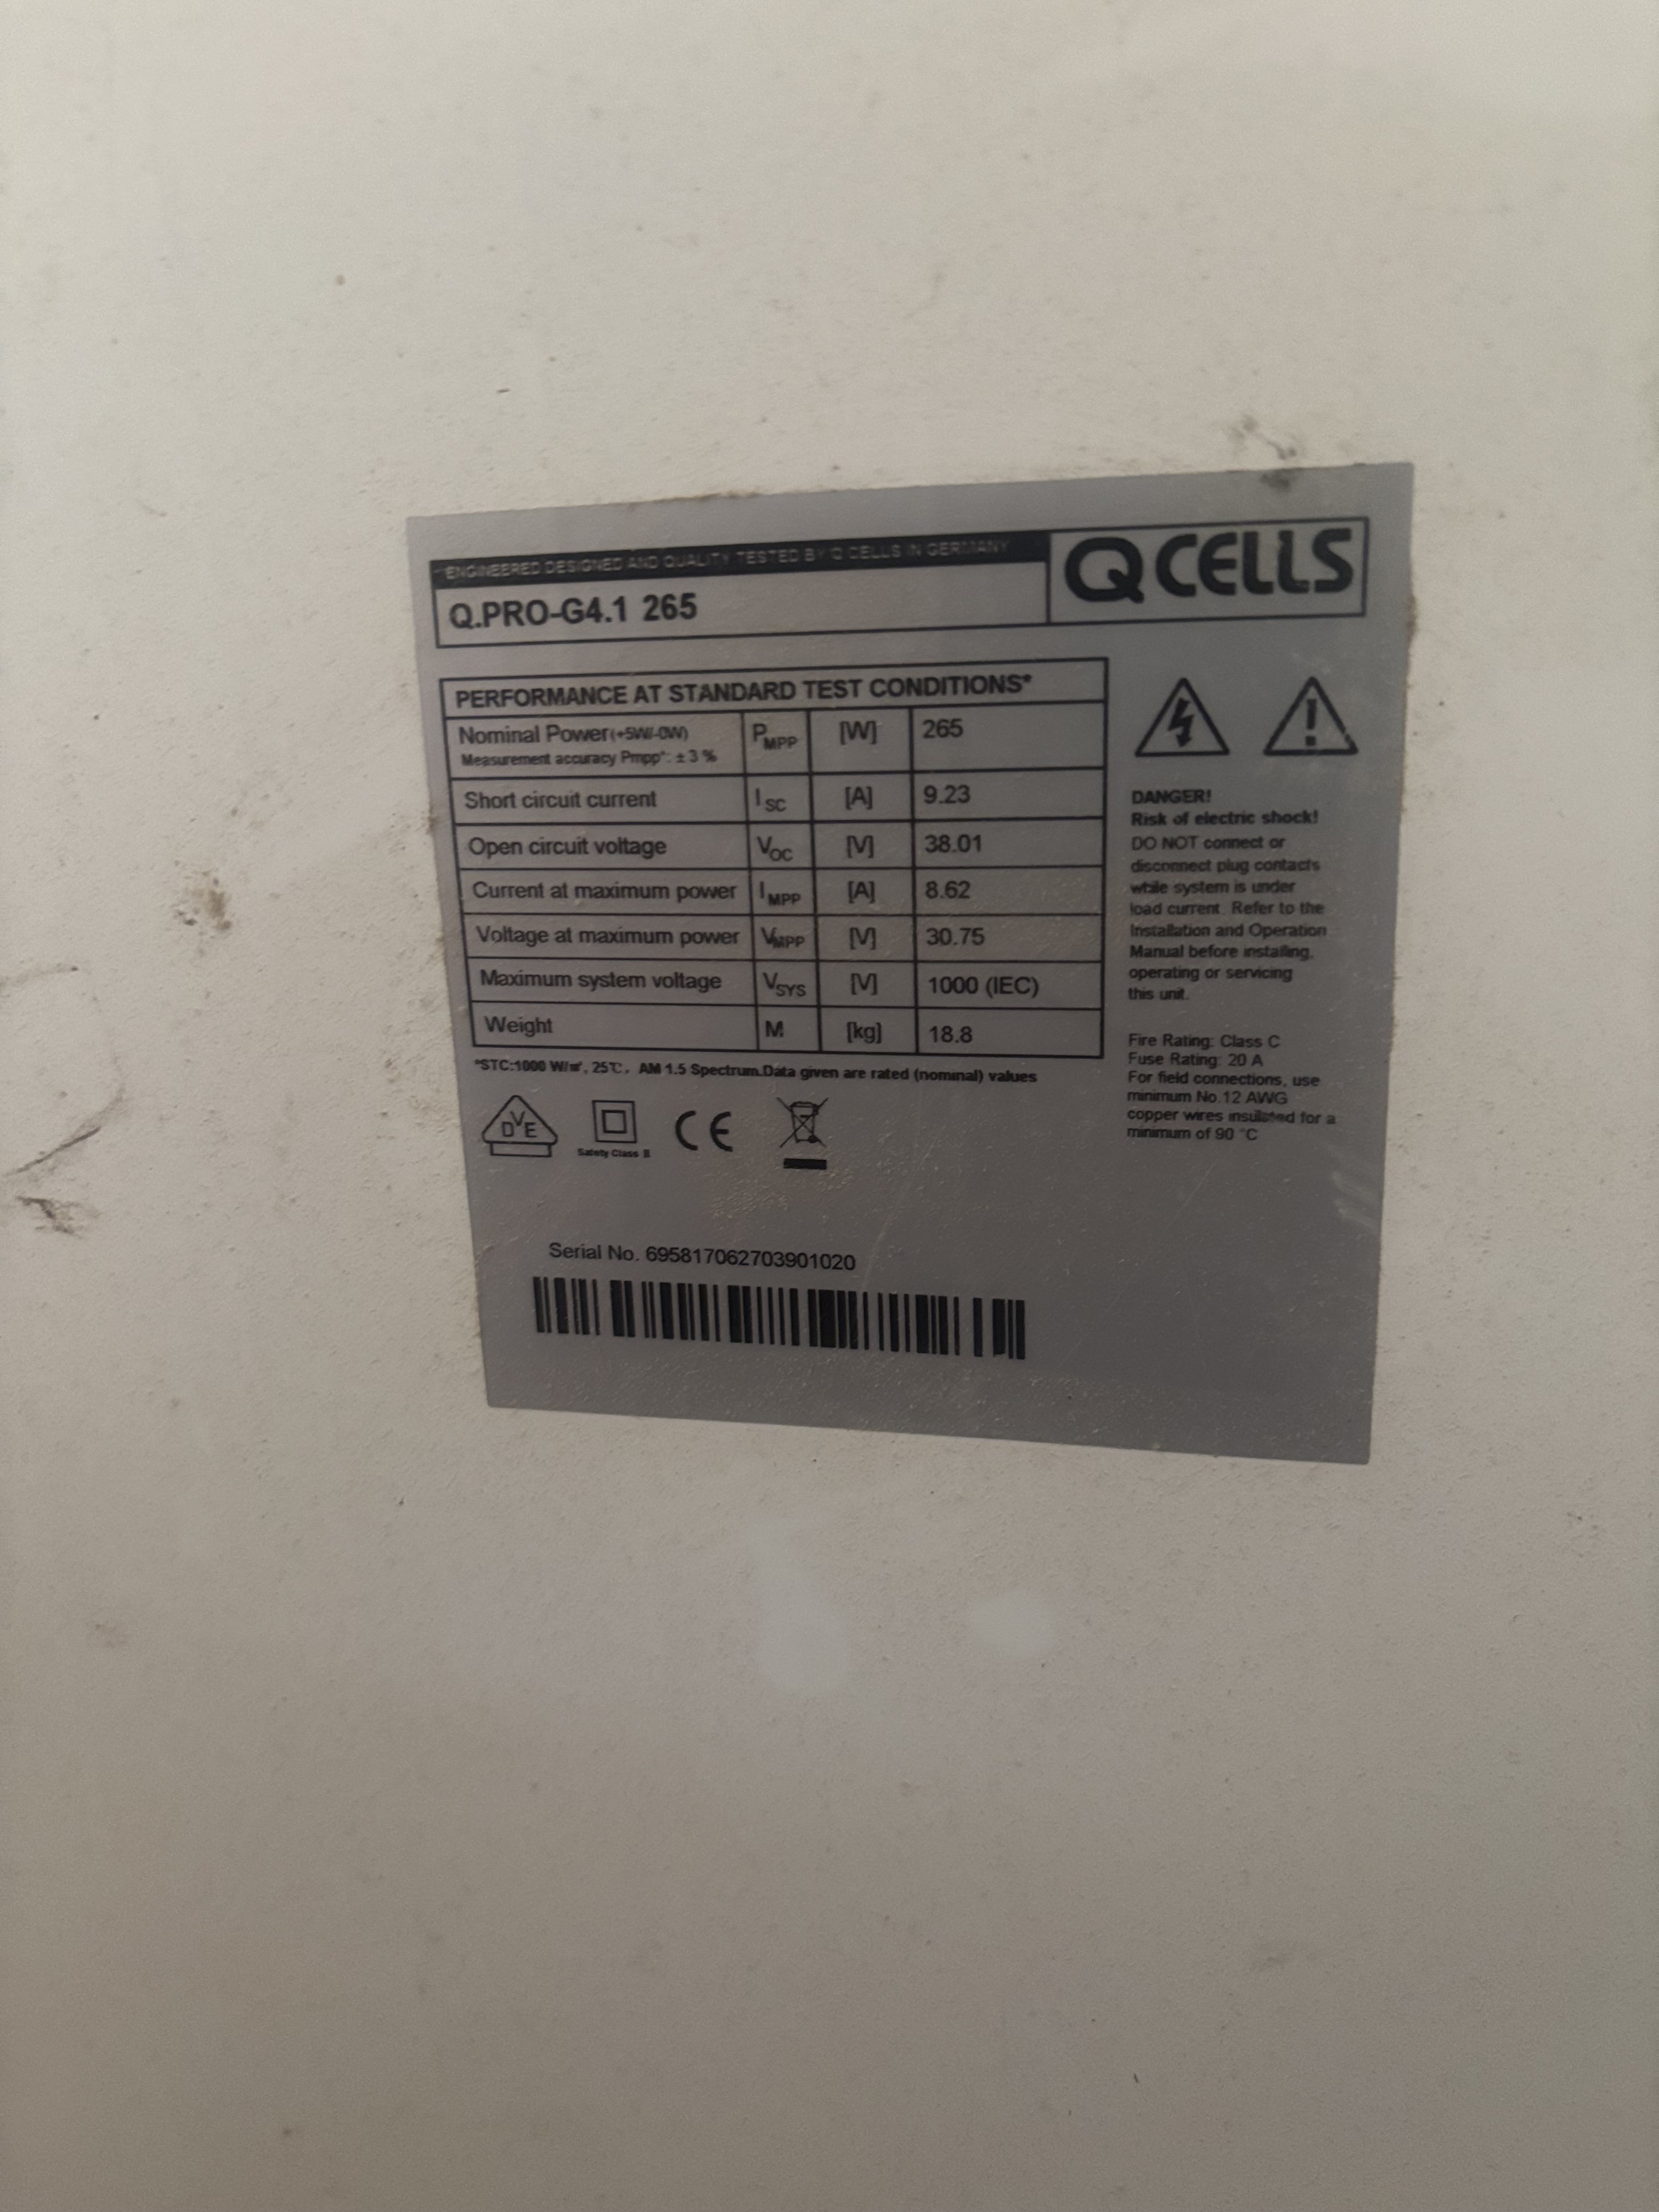 ENGINEERED DESIGNED AND QUALITY TESTED BY Q CELLS IN GERMANY
Q CELLS
Q.PRO-G4.1 265
PERFORMANCE AT STANDARD TEST CONDITIONS*
Nominal Power(+5W/-0W) PMPP [W] 265
Measurement accuracy Pmpp*: ± 3 %
Short circuit current ISC [A] 9.23
Open circuit voltage VOC [V] 38.01
Current at maximum power IMPP [A] 8.62
Voltage at maximum power VMPP [V] 30.75
Maximum system voltage VSYS [V] 1000 (IEC)
Weight M [kg] 18.8
*STC:1000 W/㎡, 25℃, AM 1.5 Spectrum.Data given are rated (nominal) values
DVE
Safety Class II
CE
DANGER!
Risk of electric shock!
DO NOT connect or
disconnect plug contacts
while system is under
load current. Refer to the
Installation and Operation
Manual before installing,
operating or servicing
this unit.
Fire Rating: Class C
Fuse Rating: 20 A
For field connections, use
minimum No.12 AWG
copper wires insulated for a
minimum of 90 °C
Serial No. 695817062703901020